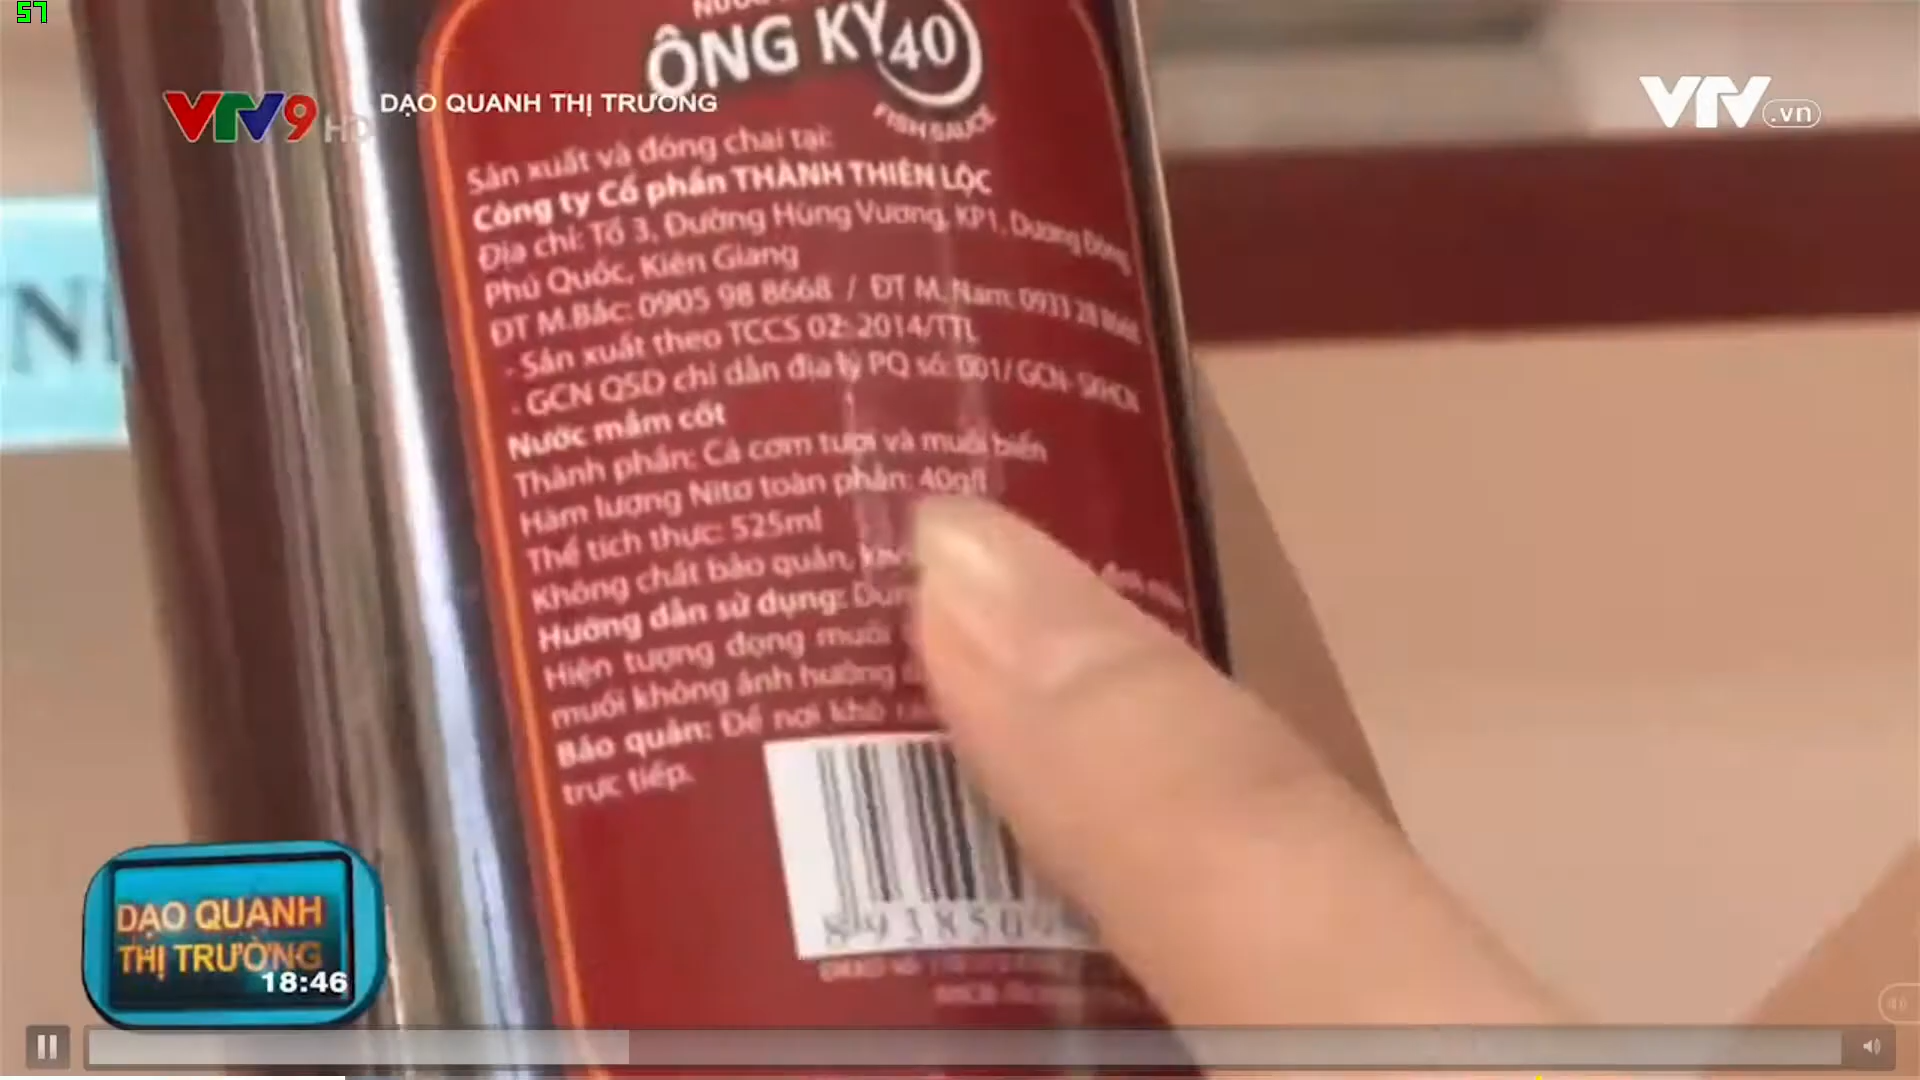 57
ÔNG KỲ 40
FISH SAUCE
VTV9 HD
DẠO QUANH THỊ TRƯỜNG
VTV.vn
Sản xuất và đóng chai tại:
Công ty Cổ phần THÀNH THIÊN LỘC
Địa chỉ: Tổ 3, Đường Hùng Vương, KP1, Dương Đông
Phú Quốc, Kiên Giang
ĐT M.Bắc: 0905 98 8668 / ĐT M.Nam: 0933 28 8668
- Sản xuất theo TCCS 02: 2014/TTL
- GCN QSD chỉ dẫn địa lý PQ số: 001/ GCN- SKHCN
Nước mắm cốt
Thành phần: Cá cơm tươi và muối biển
Hàm lượng Nitơ toàn phần: 40g/l
Thể tích thực: 525ml
Không chất bảo quản,
Hướng dẫn sử dụng:
Hiện tượng đọng muối
muối không ảnh hưởng
Bảo quản: Để nơi khô
trực tiếp.
DẠO QUANH
THỊ TRƯỜNG
18:46